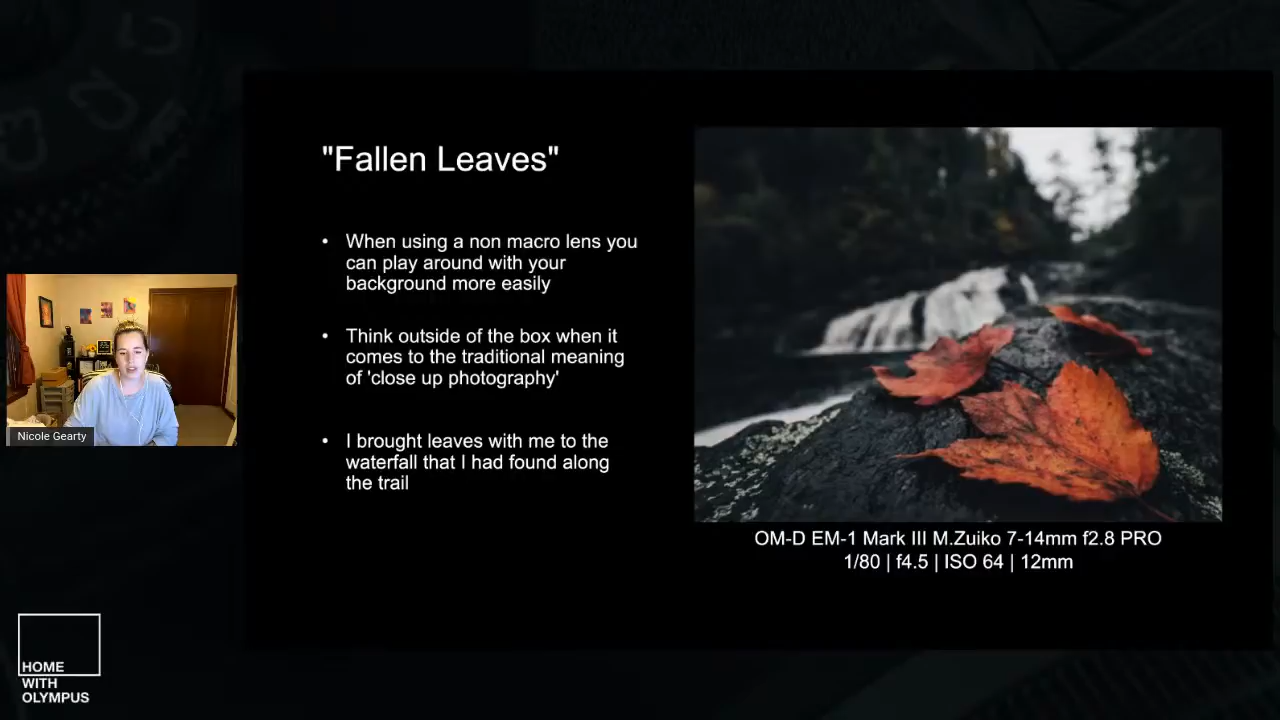 "Fallen Leaves"
• When using a non macro lens you
can play around with your
background more easily
• Think outside of the box when it
comes to the traditional meaning
of 'close up photography'
• I brought leaves with me to the
waterfall that I had found along
the trail
OM-D EM-1 Mark III M.Zuiko 7-14mm f2.8 PRO
1/80 | f4.5 | ISO 64 | 12mm
Nicole Gearty
HOME
WITH
OLYMPUS